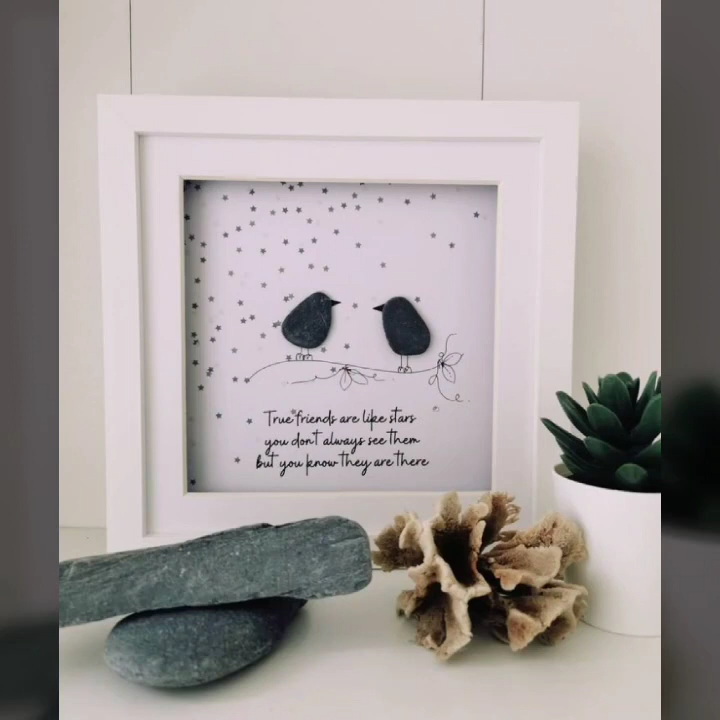 True friends are like stars
you don't always see them
but you know they are there